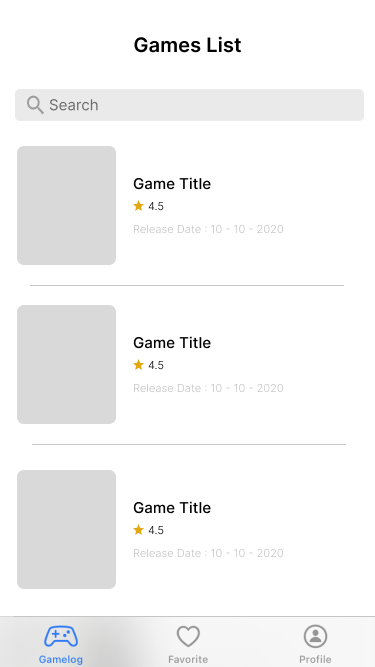 Games List
Search
Game Title
4.5
Release Date : 10 - 10 - 2020
Game Title
4.5
Release Date : 10 - 10 - 2020
Game Title
4.5
Release Date : 10 - 10 - 2020
Gamelog
Favorite
Profile